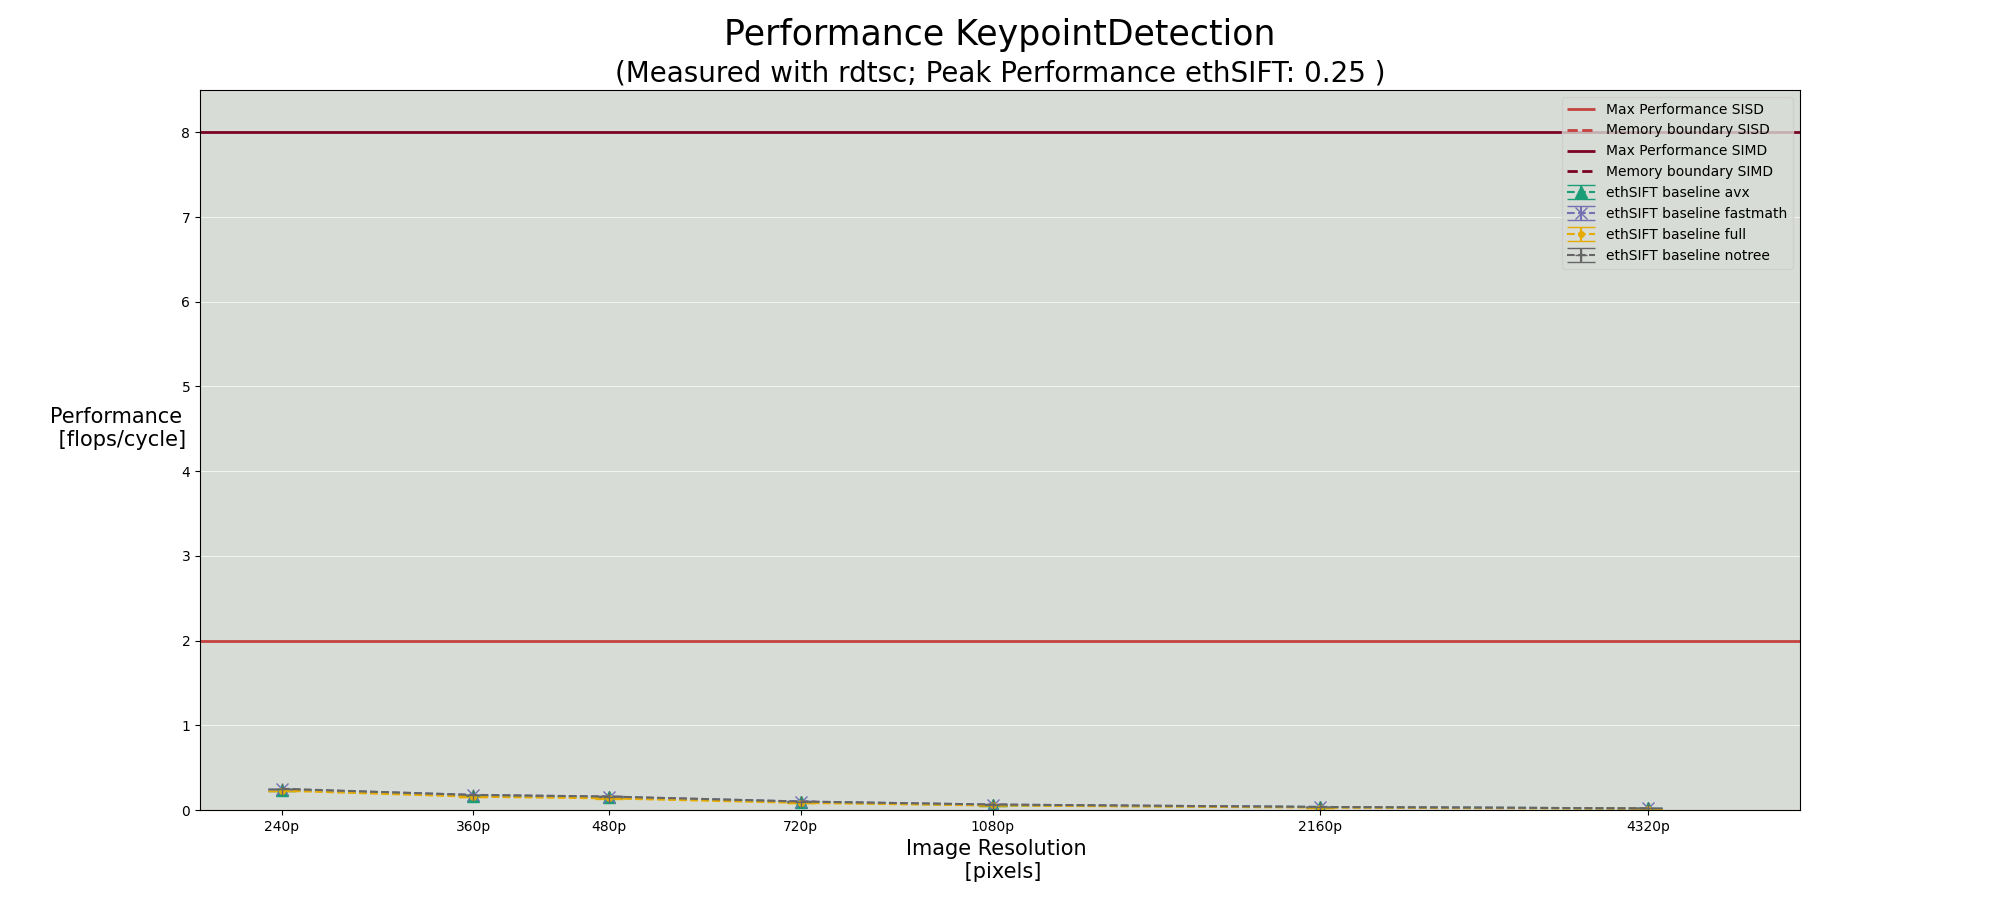 Performance KeypointDetection
(Measured with rdtsc; Peak Performance ethSIFT: 0.25 )
Max Performance SISD
Memory boundary SISD
Max Performance SIMD
Memory boundary SIMD
ethSIFT baseline avx
ethSIFT baseline fastmath
ethSIFT baseline full
ethSIFT baseline notree
8
7
6
5
4
3
2
1
0
Performance
[flops/cycle]
240p 360p 480p 720p 1080p 2160p 4320p
Image Resolution
[pixels]